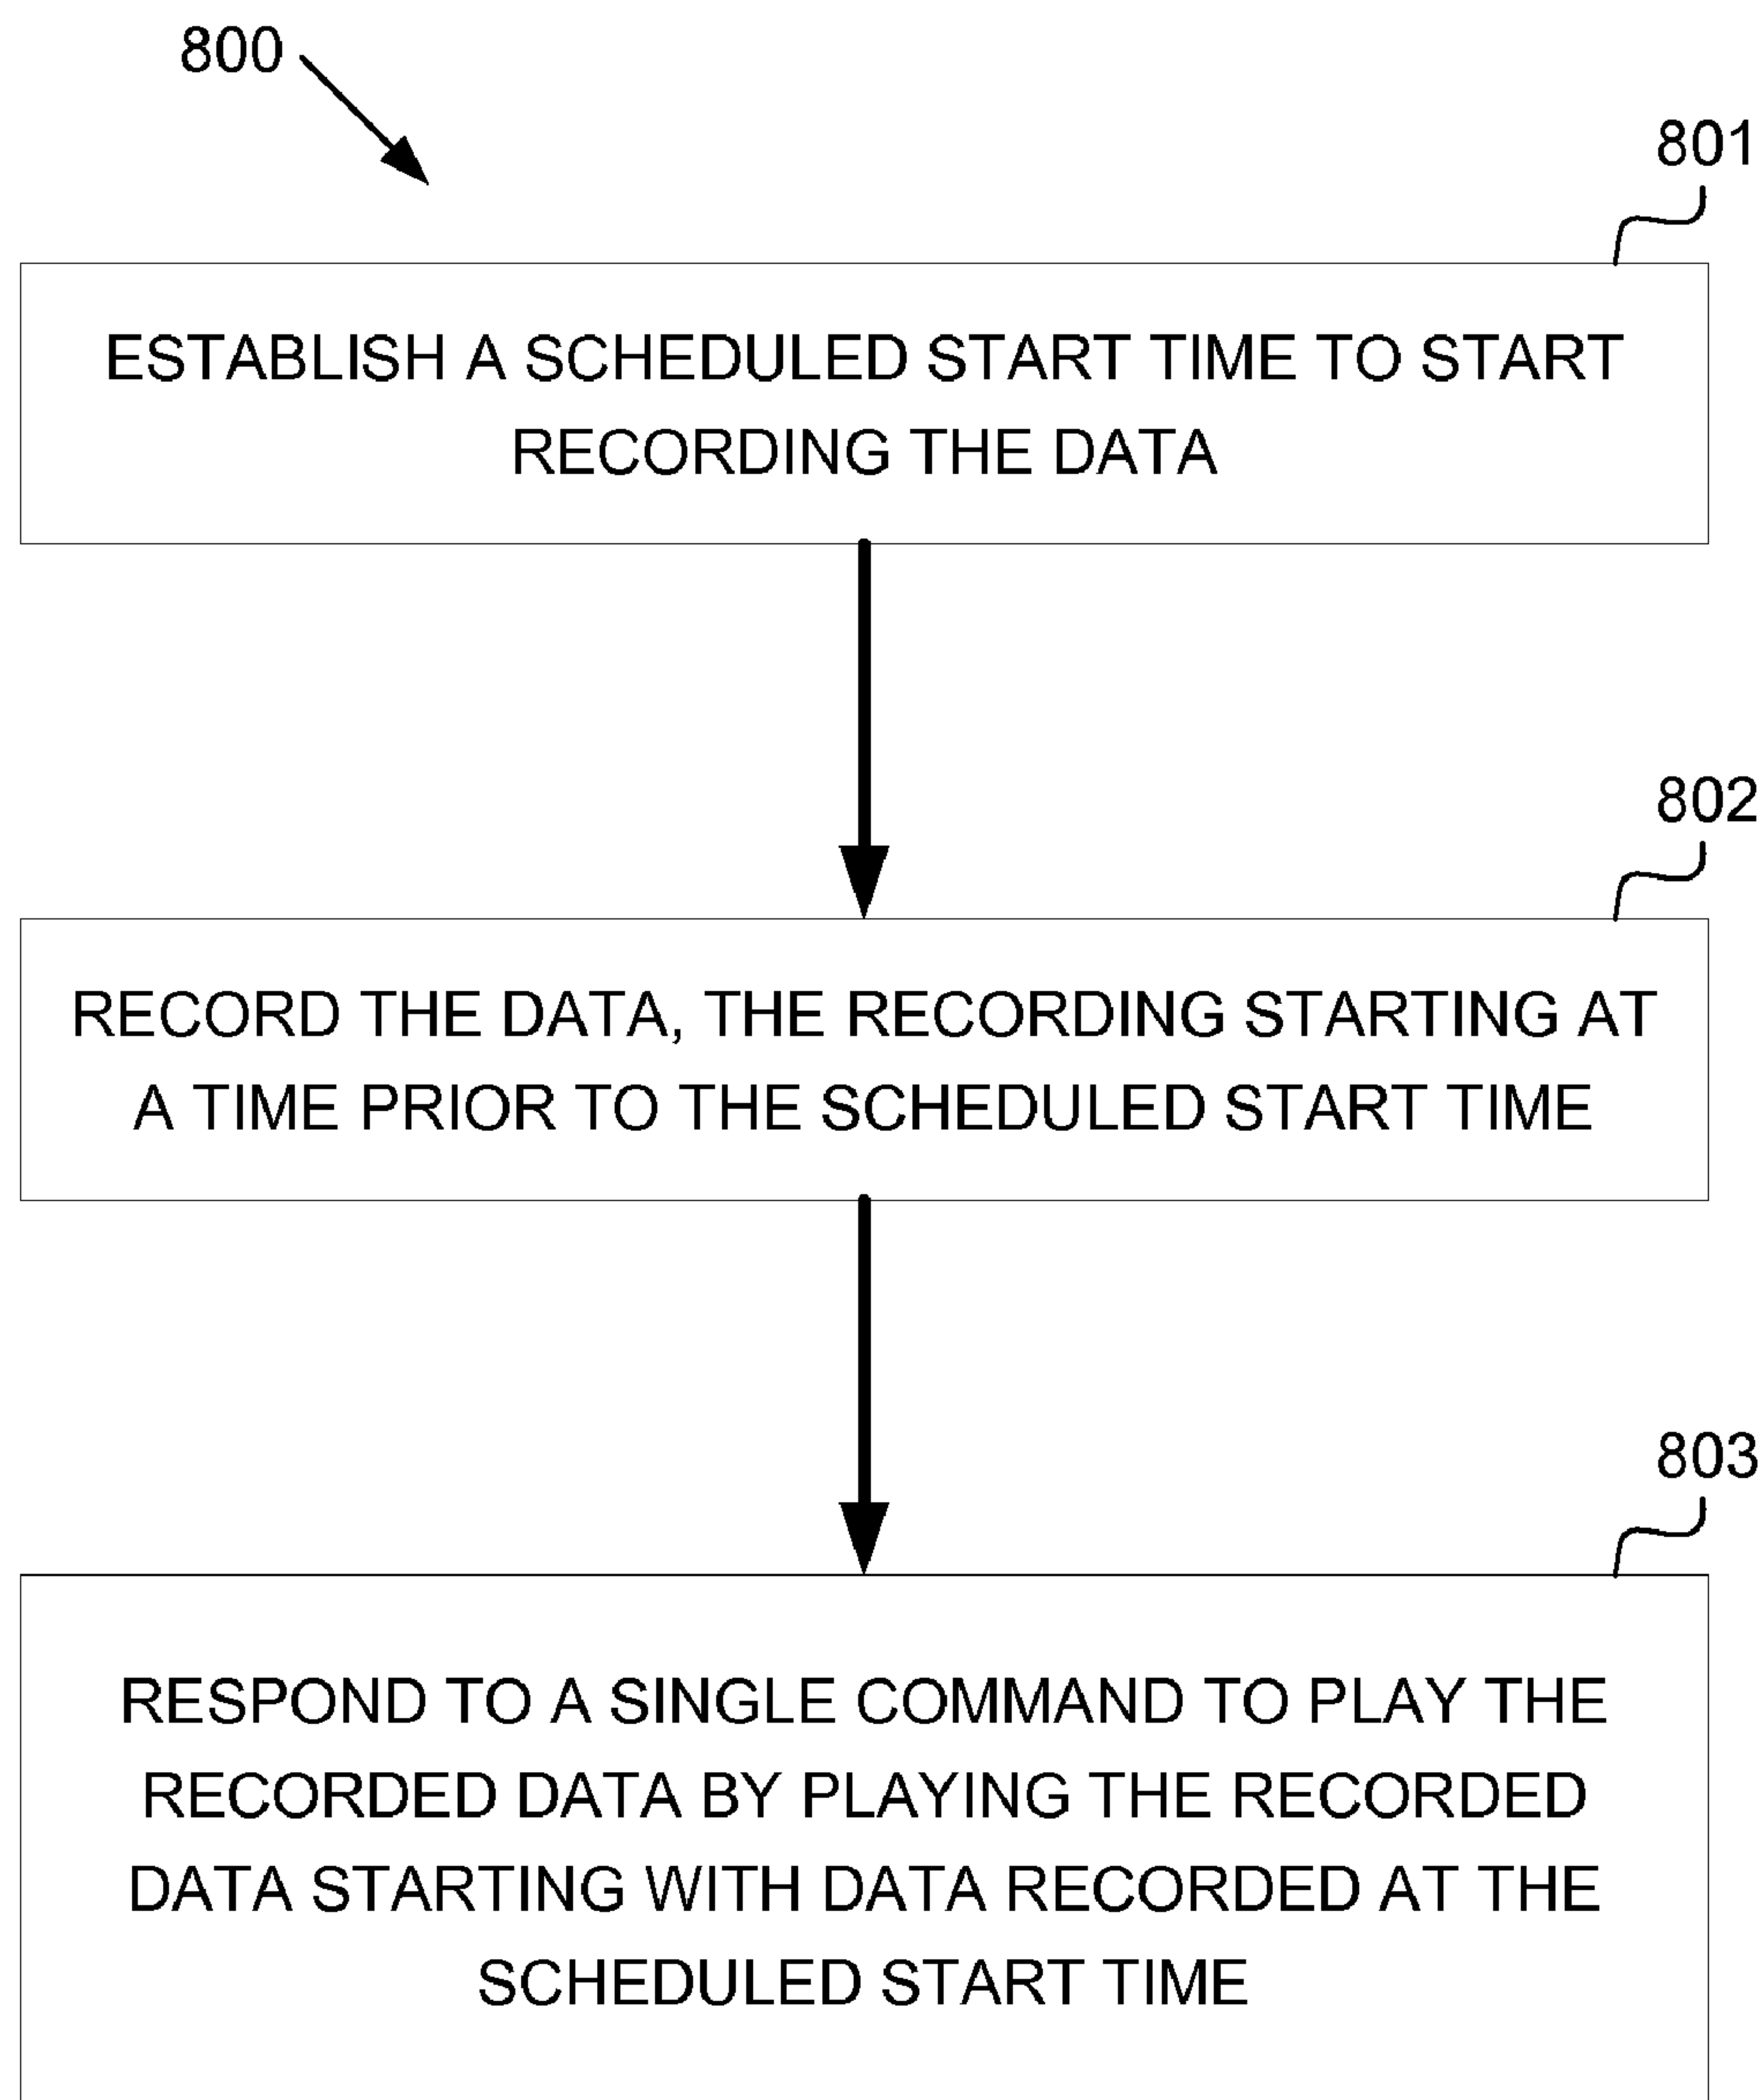 800
801
ESTABLISH A SCHEDULED START TIME TO START
RECORDING THE DATA
802
RECORD THE DATA, THE RECORDING STARTING AT
A TIME PRIOR TO THE SCHEDULED START TIME
803
RESPOND TO A SINGLE COMMAND TO PLAY THE
RECORDED DATA BY PLAYING THE RECORDED
DATA STARTING WITH DATA RECORDED AT THE
SCHEDULED START TIME